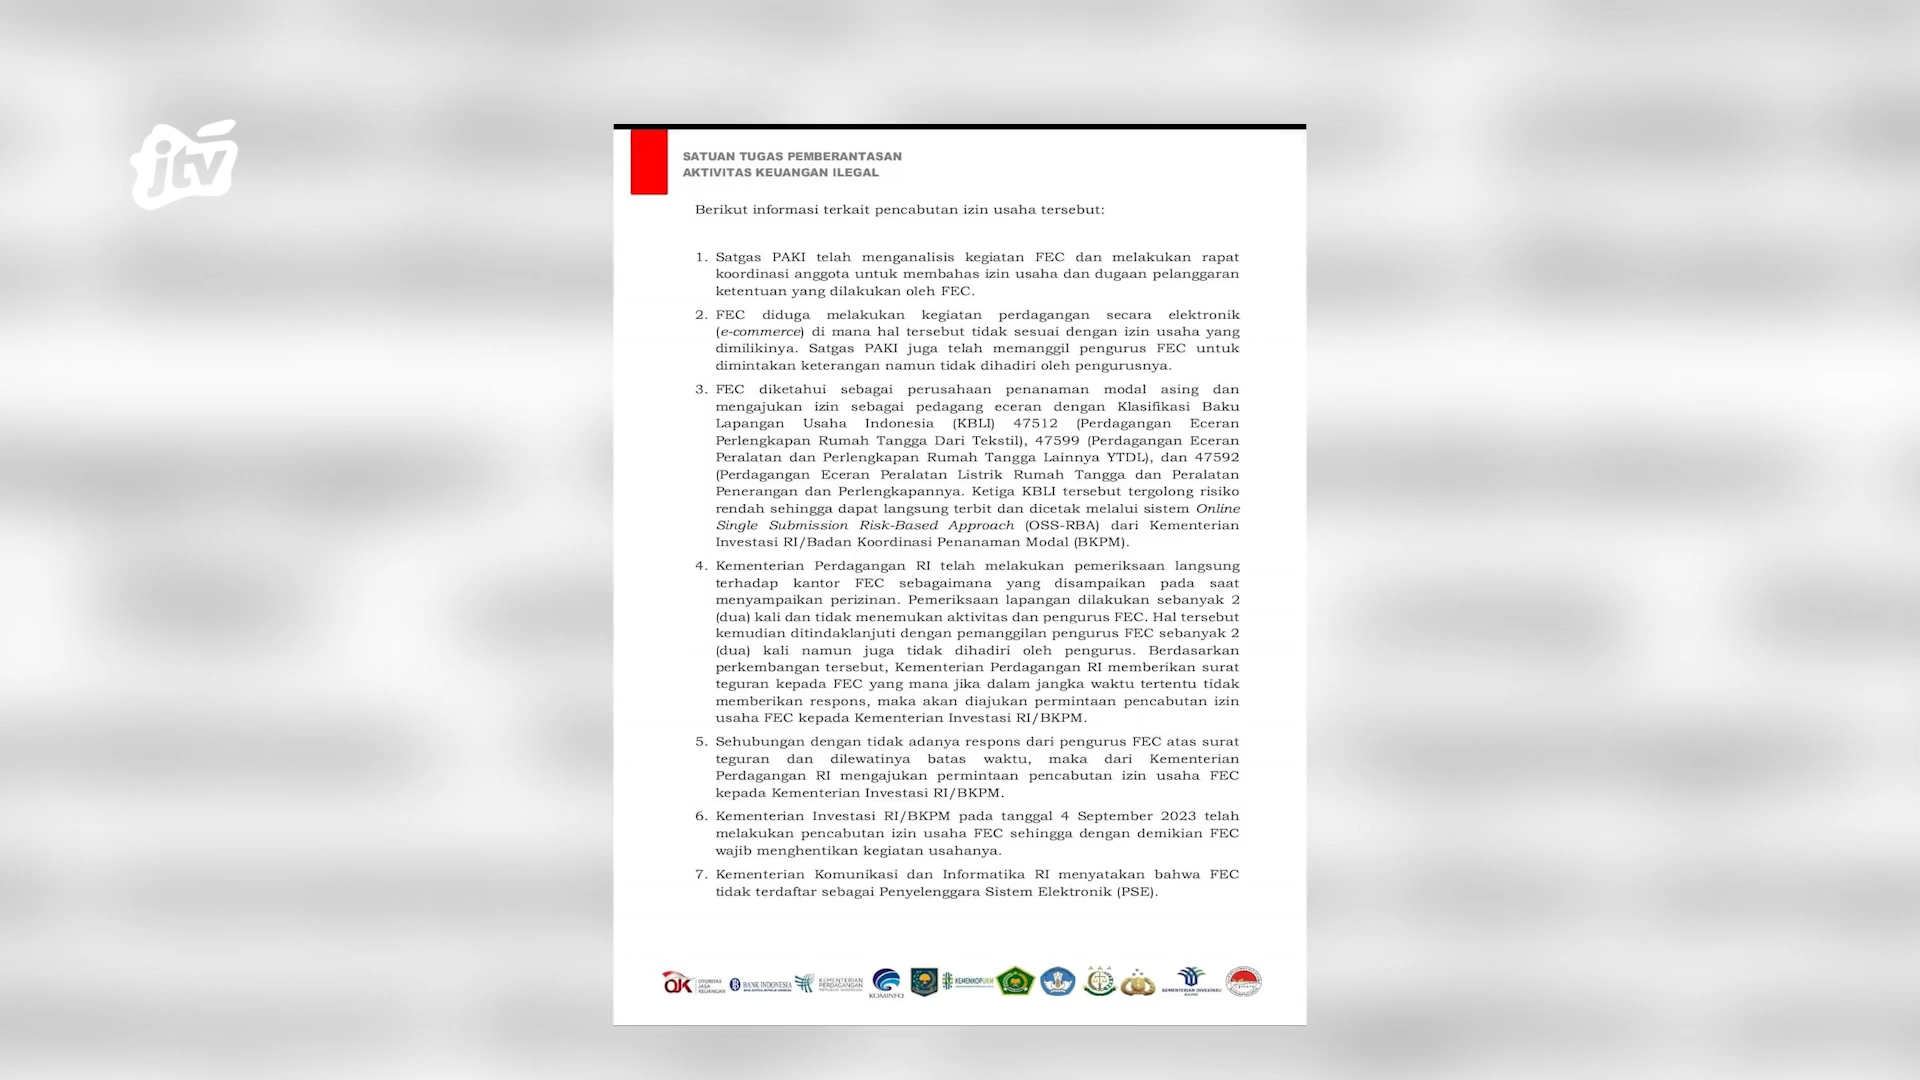 jtv
SATUAN TUGAS PEMBERANTASAN
AKTIVITAS KEUANGAN ILEGAL
Berikut informasi terkait pencabutan izin usaha tersebut:
1. Satgas PAKI telah menganalisis kegiatan FEC dan melakukan rapat
koordinasi anggota untuk membahas izin usaha dan dugaan pelanggaran
ketentuan yang dilakukan oleh FEC.
2. FEC diduga melakukan kegiatan perdagangan secara elektronik
(e-commerce) di mana hal tersebut tidak sesuai dengan izin usaha yang
dimilikinya. Satgas PAKI juga telah memanggil pengurus FEC untuk
dimintakan keterangan namun tidak dihadiri oleh pengurusnya.
3. FEC diketahui sebagai perusahaan penanaman modal asing dan
mengajukan izin sebagai pedagang eceran dengan Klasifikasi Baku
Lapangan Usaha Indonesia (KBLI) 47512 (Perdagangan Eceran
Perlengkapan Rumah Tangga Dari Tekstil), 47599 (Perdagangan Eceran
Peralatan dan Perlengkapan Rumah Tangga Lainnya YTDL), dan 47592
(Perdagangan Eceran Peralatan Listrik Rumah Tangga dan Peralatan
Penerangan dan Perlengkapannya. Ketiga KBLI tersebut tergolong risiko
rendah sehingga dapat langsung terbit dan dicetak melalui sistem Online
Single Submission Risk-Based Approach (OSS-RBA) dari Kementerian
Investasi RI/Badan Koordinasi Penanaman Modal (BKPM).
4. Kementerian Perdagangan RI telah melakukan pemeriksaan langsung
terhadap kantor FEC sebagaimana yang disampaikan pada saat
menyampaikan perizinan. Pemeriksaan lapangan dilakukan sebanyak 2
(dua) kali dan tidak menemukan aktivitas dan pengurus FEC. Hal tersebut
kemudian ditindaklanjuti dengan pemanggilan pengurus FEC sebanyak 2
(dua) kali namun juga tidak dihadiri oleh pengurus. Berdasarkan
perkembangan tersebut, Kementerian Perdagangan RI memberikan surat
teguran kepada FEC yang mana jika dalam jangka waktu tertentu tidak
memberikan respons, maka akan diajukan permintaan pencabutan izin
usaha FEC kepada Kementerian Investasi RI/BKPM.
5. Sehubungan dengan tidak adanya respons dari pengurus FEC atas surat
teguran dan dilewatinya batas waktu, maka dari Kementerian
Perdagangan RI mengajukan permintaan pencabutan izin usaha FEC
kepada Kementerian Investasi RI/BKPM.
6. Kementerian Investasi RI/BKPM pada tanggal 4 September 2023 telah
melakukan pencabutan izin usaha FEC sehingga dengan demikian FEC
wajib menghentikan kegiatan usahanya.
7. Kementerian Komunikasi dan Informatika RI menyatakan bahwa FEC
tidak terdaftar sebagai Penyelenggara Sistem Elektronik (PSE).
OJK OTORITAS JASA KEUANGAN
BANK INDONESIA
KEMENTERIAN PERDAGANGAN REPUBLIK INDONESIA
KOMINFO
KEMENKOPUKM
KEMENTERIAN INVESTASI/